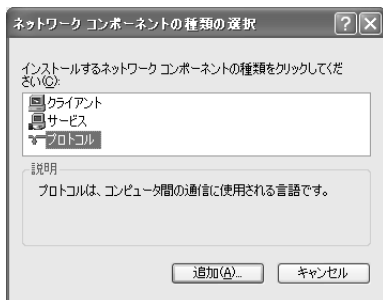 ネットワーク コンポーネントの種類の選択
インストールするネットワーク コンポーネントの種類をクリックしてくだ
さい(C):
クライアント
サービス
プロトコル
説明
プロトコルは、コンピュータ間の通信に使用される言語です。
追加(A)...
キャンセル